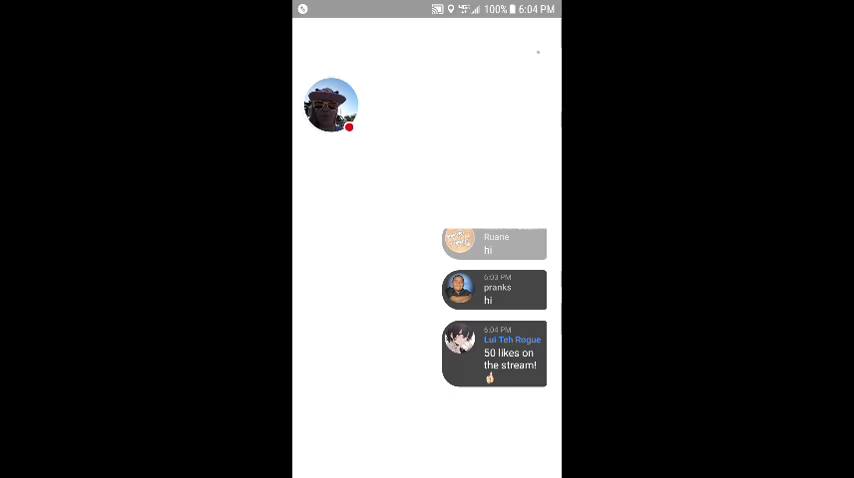 100% 6:04 PM
Ruane
hi
6:03 PM
pranks
hi
6:04 PM
Lui Teh Rogue
50 likes on
the stream!